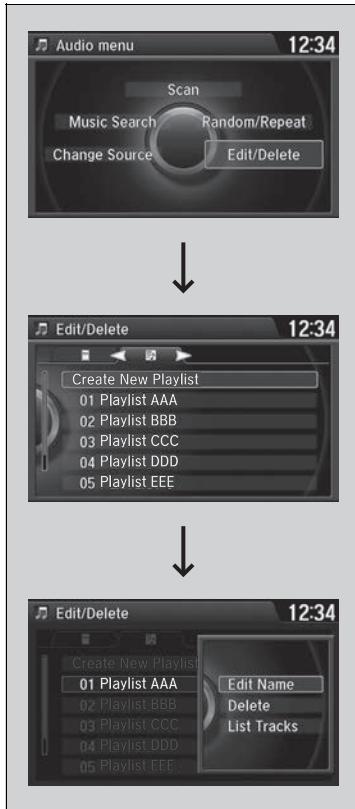 Audio menu 12:34
Scan
Music Search Random/Repeat
Change Source Edit/Delete
Edit/Delete 12:34
Create New Playlist
01 Playlist AAA
02 Playlist BBB
03 Playlist CCC
04 Playlist DDD
05 Playlist EEE
Edit/Delete 12:34
Create New Playlist
01 Playlist AAA Edit Name
02 Playlist BBB Delete
03 Playlist CCC List Tracks
04 Playlist DDD
05 Playlist EEE